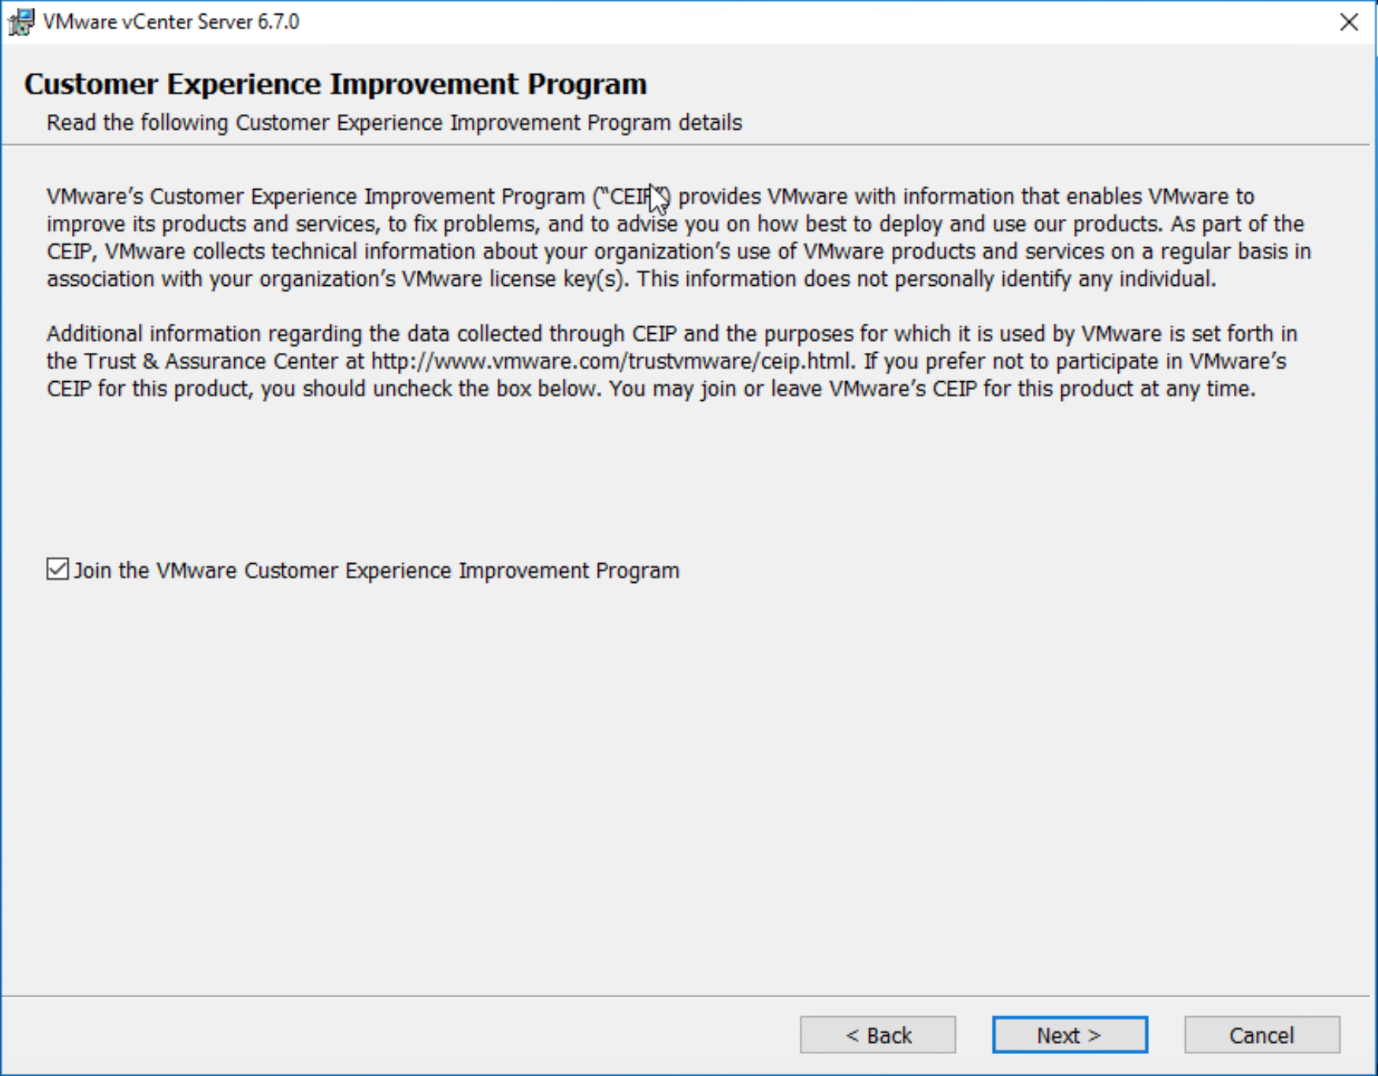 VMware vCenter Server 6.7.0
Customer Experience Improvement Program
Read the following Customer Experience Improvement Program details
VMware’s Customer Experience Improvement Program (“CEIP”) provides VMware with information that enables VMware to
improve its products and services, to fix problems, and to advise you on how best to deploy and use our products. As part of the
CEIP, VMware collects technical information about your organization’s use of VMware products and services on a regular basis in
association with your organization’s VMware license key(s). This information does not personally identify any individual.
Additional information regarding the data collected through CEIP and the purposes for which it is used by VMware is set forth in
the Trust & Assurance Center at http://www.vmware.com/trustvmware/ceip.html. If you prefer not to participate in VMware’s
CEIP for this product, you should uncheck the box below. You may join or leave VMware’s CEIP for this product at any time.
Join the VMware Customer Experience Improvement Program
< Back
Next >
Cancel